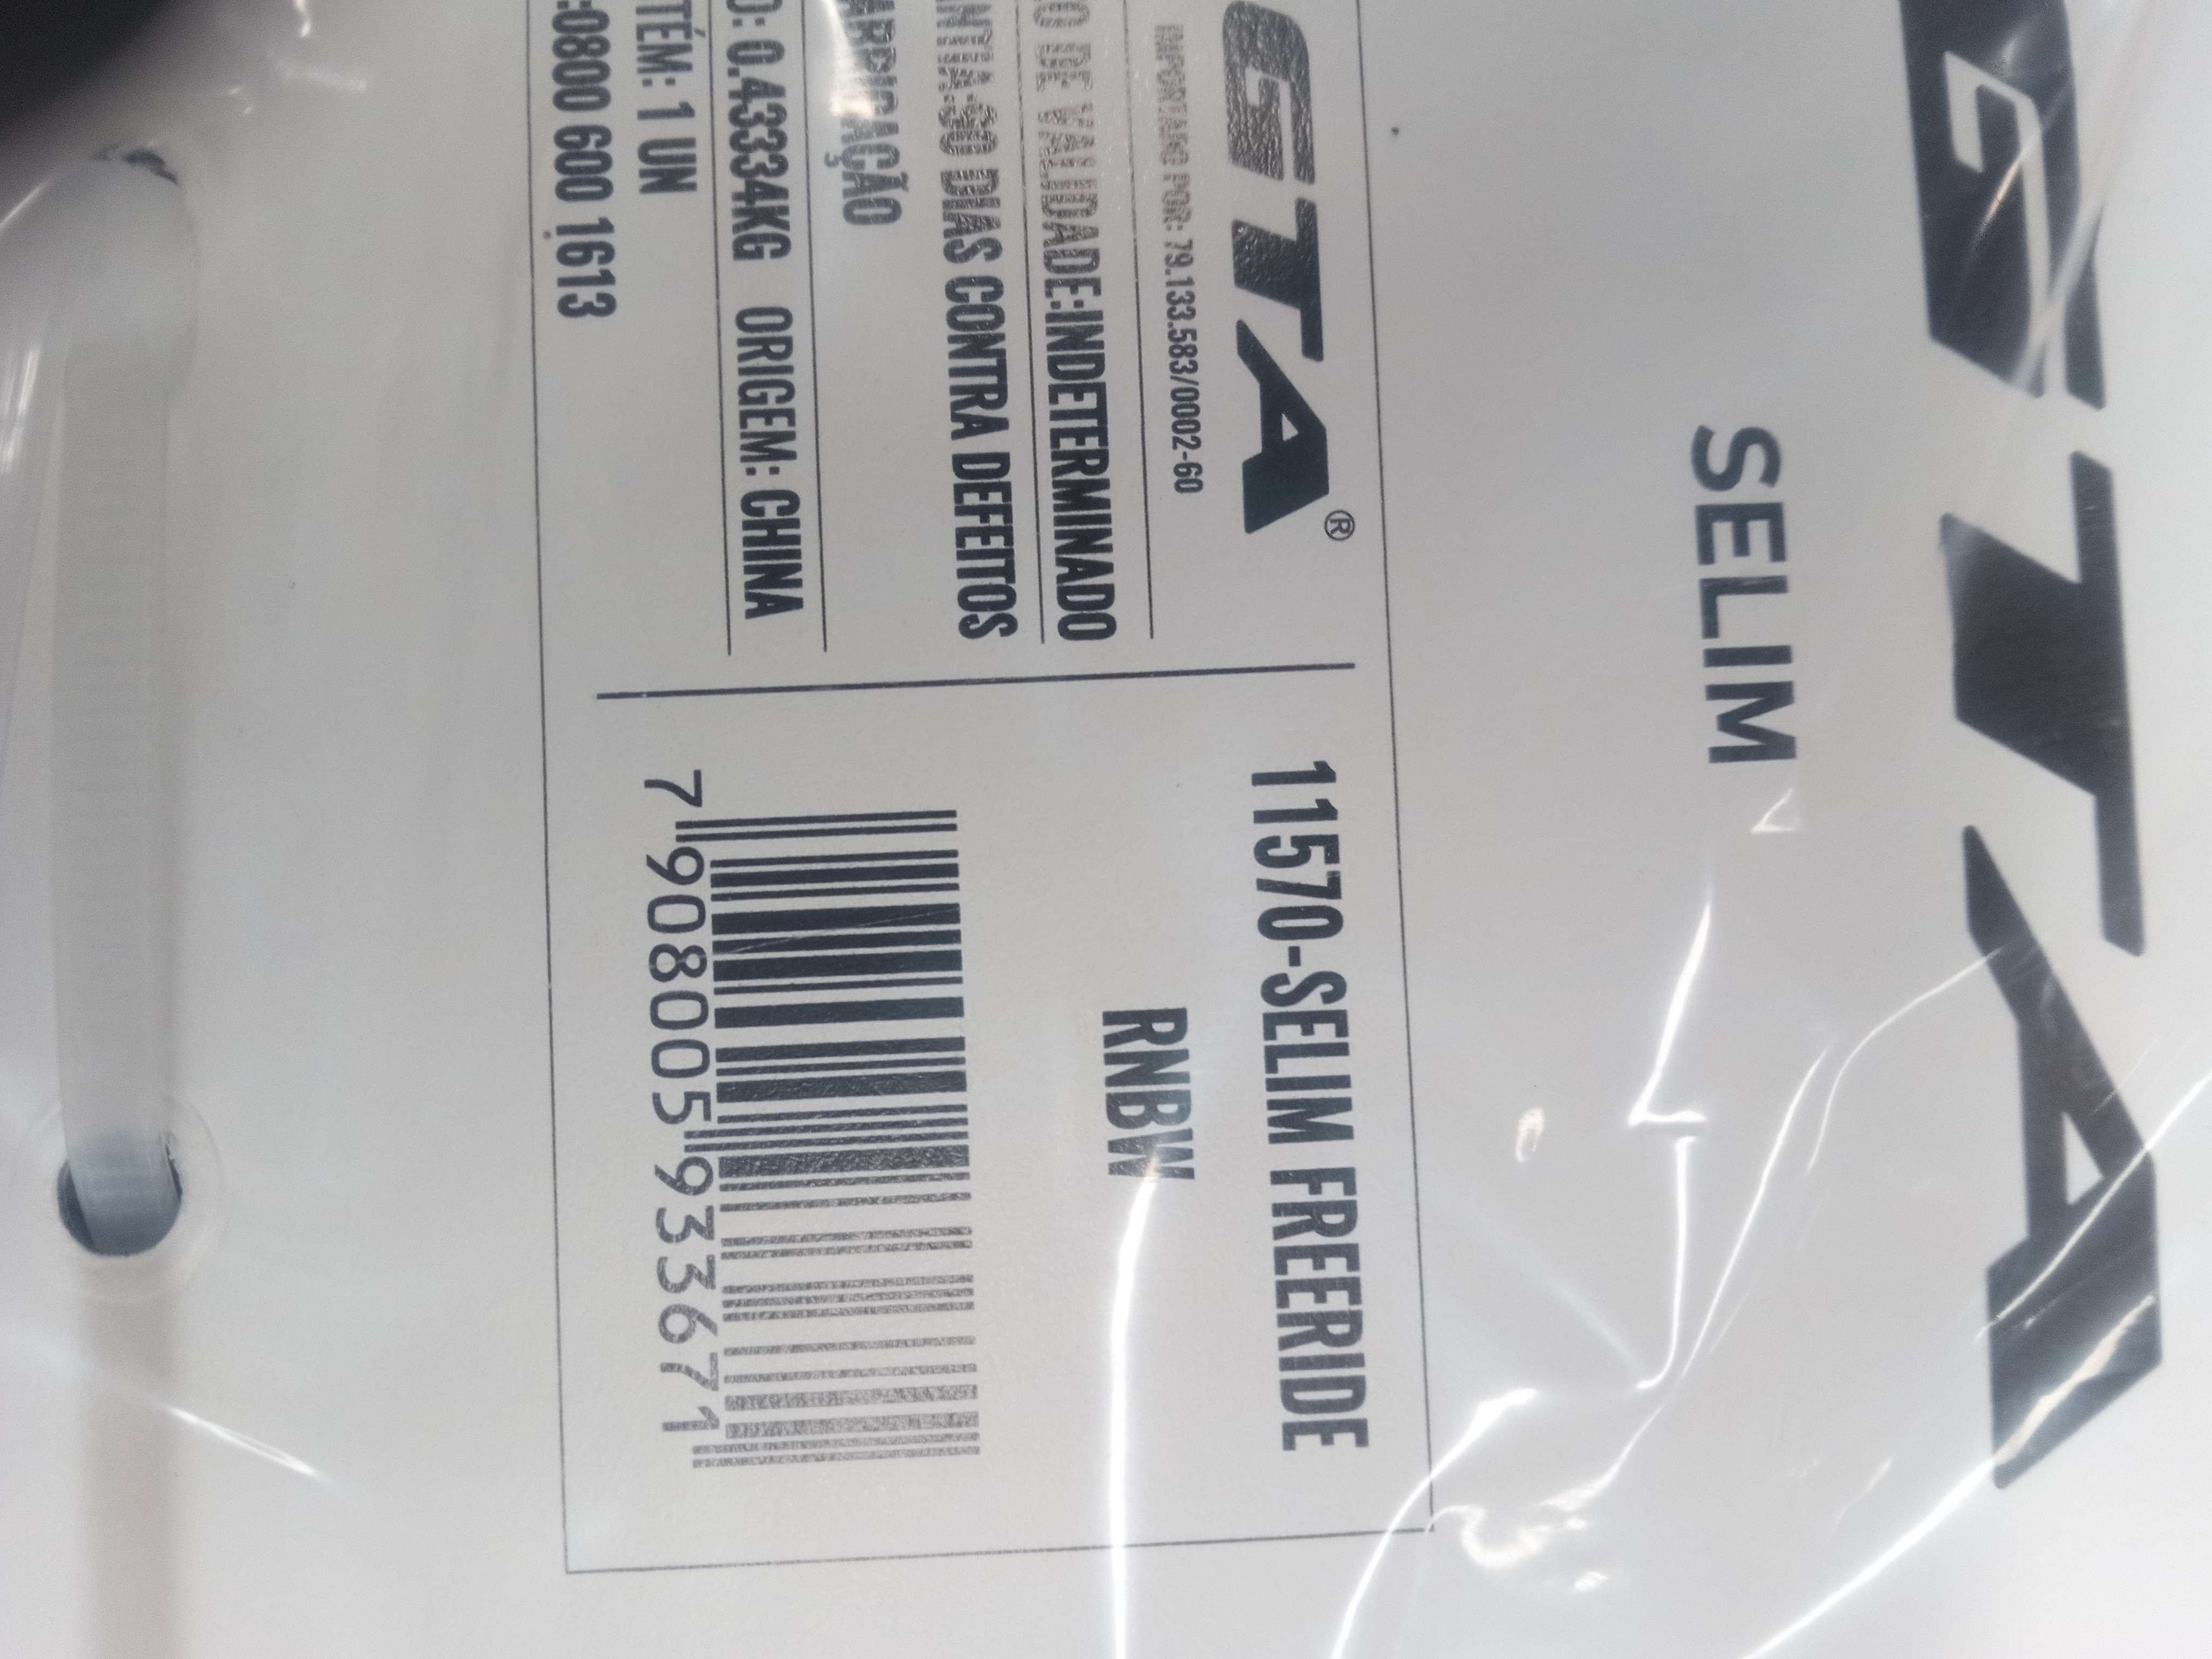 GTA
SELIM
GTA®
IMPORTADO POR: 79.133.583/0002-60
DE VALIDADE:INDETERMINADO
90 DIAS CONTRA DEFEITOS
0,4334KG ORIGEM: CHINA
1 UN
:0800 600 1613
11570-SELIM FREERIDE
RNBW
7 908005 933671